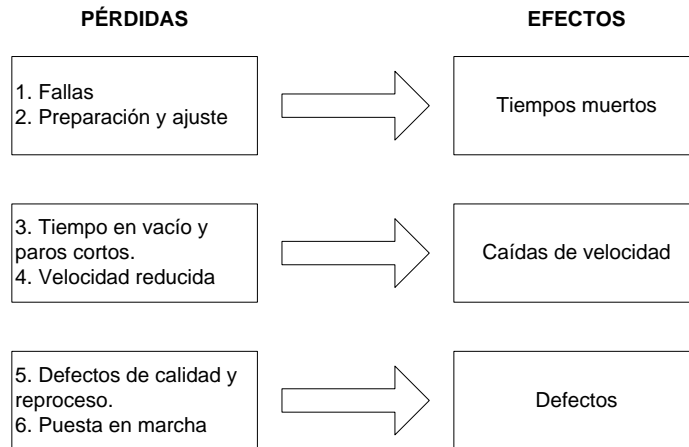 PÉRDIDAS
EFECTOS
1. Fallas
2. Preparación y ajuste
Tiempos muertos
3. Tiempo en vacío y
paros cortos.
4. Velocidad reducida
Caídas de velocidad
5. Defectos de calidad y
reproceso.
6. Puesta en marcha
Defectos